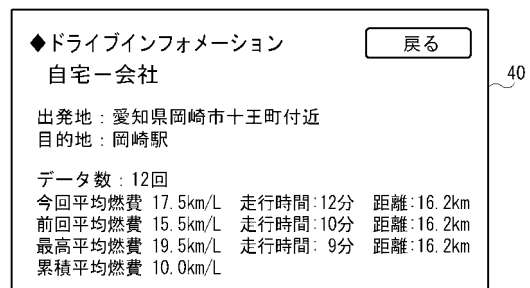 ◆ドライブインフォメーション 戻る
自宅ー会社
40
出発地：愛知県岡崎市十王町付近
目的地：岡崎駅
データ数：12回
今回平均燃費 17.5km/L 走行時間:12分 距離:16.2km
前回平均燃費 15.5km/L 走行時間:10分 距離:16.2km
最高平均燃費 19.5km/L 走行時間: 9分 距離:16.2km
累積平均燃費 10.0km/L